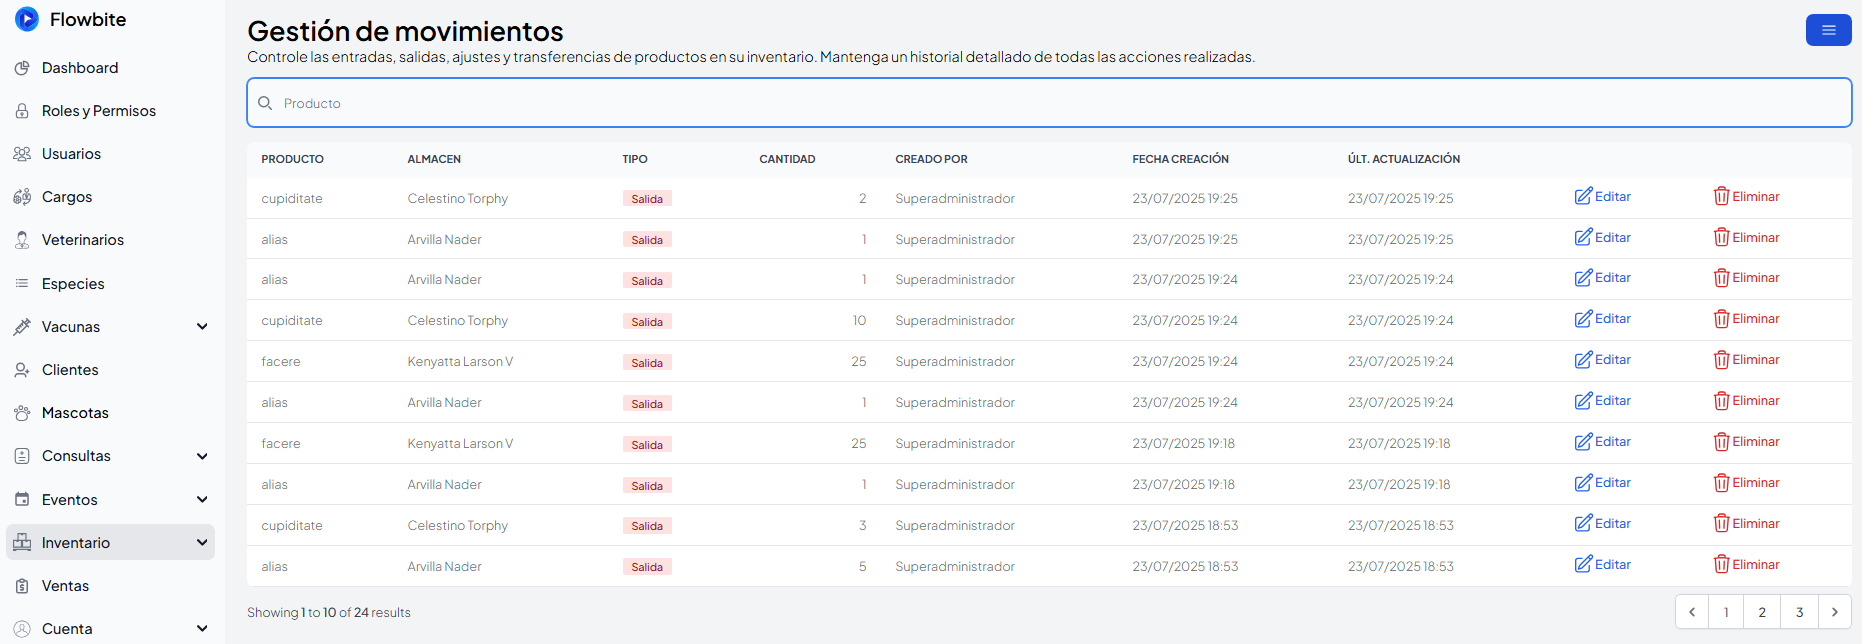 Flowbite
Dashboard
Roles y Permisos
Usuarios
Cargos
Veterinarios
Especies
Vacunas
Clientes
Mascotas
Consultas
Eventos
Inventario
Ventas
Cuenta
Gestión de movimientos
Controle las entradas, salidas, ajustes y transferencias de productos en su inventario. Mantenga un historial detallado de todas las acciones realizadas.
Producto
PRODUCTO ALMACEN TIPO CANTIDAD CREADO POR FECHA CREACIÓN ÚLT. ACTUALIZACIÓN
cupiditate Celestino Torphy Salida 2 Superadministrador 23/07/2025 19:25 23/07/2025 19:25 Editar Eliminar
alias Arvilla Nader Salida 1 Superadministrador 23/07/2025 19:25 23/07/2025 19:25 Editar Eliminar
alias Arvilla Nader Salida 1 Superadministrador 23/07/2025 19:24 23/07/2025 19:24 Editar Eliminar
cupiditate Celestino Torphy Salida 10 Superadministrador 23/07/2025 19:24 23/07/2025 19:24 Editar Eliminar
facere Kenyatta Larson V Salida 25 Superadministrador 23/07/2025 19:24 23/07/2025 19:24 Editar Eliminar
alias Arvilla Nader Salida 1 Superadministrador 23/07/2025 19:24 23/07/2025 19:24 Editar Eliminar
facere Kenyatta Larson V Salida 25 Superadministrador 23/07/2025 19:18 23/07/2025 19:18 Editar Eliminar
alias Arvilla Nader Salida 1 Superadministrador 23/07/2025 19:18 23/07/2025 19:18 Editar Eliminar
cupiditate Celestino Torphy Salida 3 Superadministrador 23/07/2025 18:53 23/07/2025 18:53 Editar Eliminar
alias Arvilla Nader Salida 5 Superadministrador 23/07/2025 18:53 23/07/2025 18:53 Editar Eliminar
Showing 1 to 10 of 24 results
1 2 3